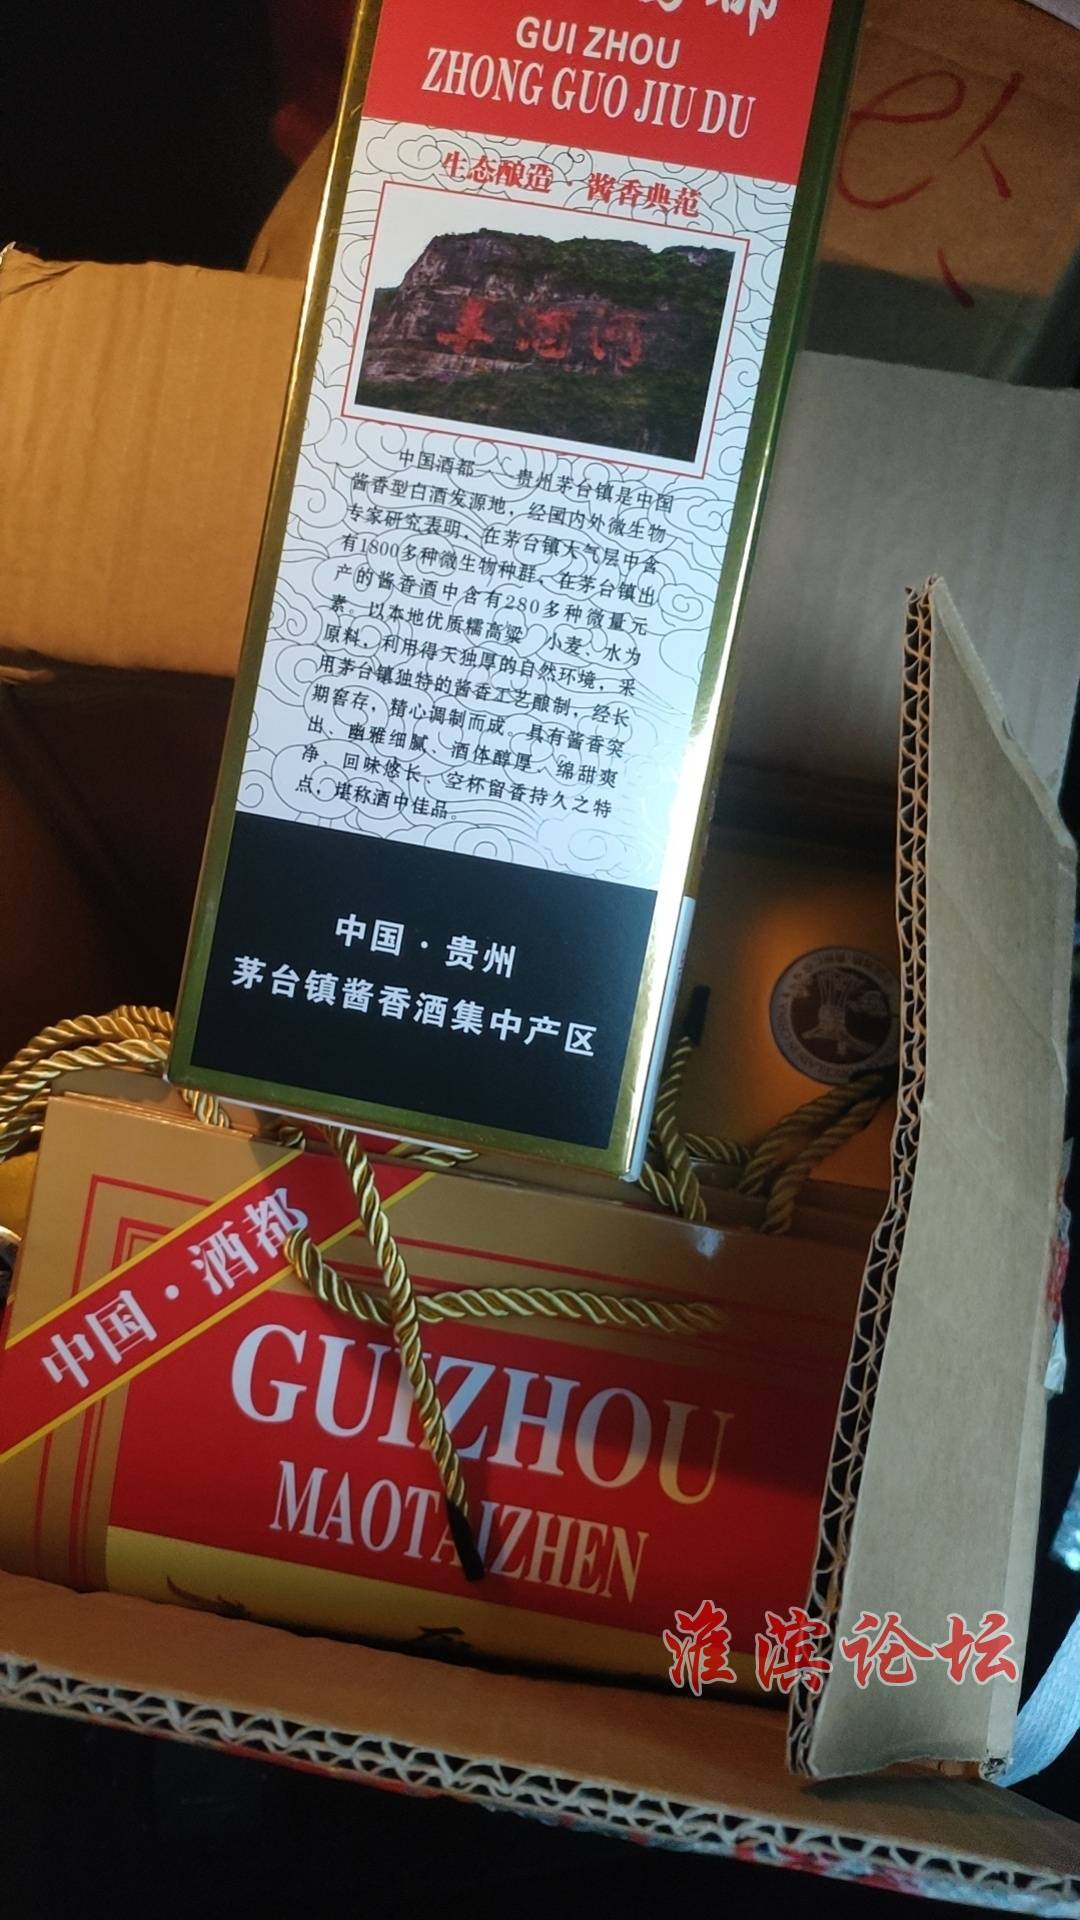 GUI ZHOU
ZHONG GUO JIU DU
生态酿造·酱香典范
美酒河
中国酒都——贵州茅台镇是中国
酱香型白酒发源地，经国内外微生物
专家研究表明，在茅台镇大气层中含
有1800多种微生物种群，在茅台镇出
产的酱香酒中含有280多种微量元
素。以本地优质糯高粱、小麦、水为
原料，利用得天独厚的自然环境，采
用茅台镇独特的酱香工艺酿制，经长
期窖存，精心调制而成。具有酱香突
出、幽雅细腻、酒体醇厚、绵甜爽
净、回味悠长、空杯留香持久之特
点，堪称酒中佳品。
中国·贵州
茅台镇酱香酒集中产区
中国·酒都
GUIZHOU
MAOTAIZHEN
淮滨论坛